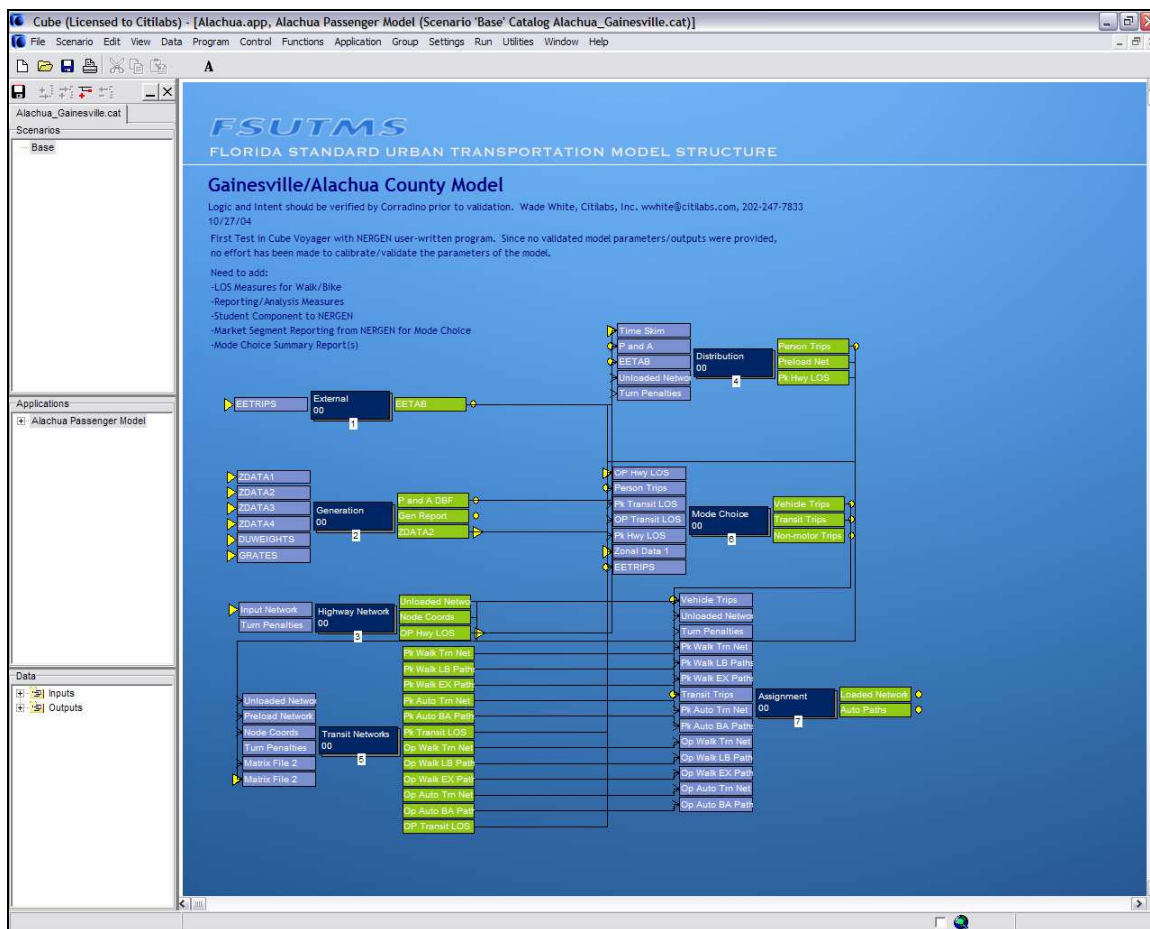 Cube (Licensed to Citilabs) - [Alachua.app, Alachua Passenger Model (Scenario 'Base' Catalog Alachua_Gainesville.cat)]
File Scenario Edit View Data Program Control Functions Application Group Settings Run Utilities Window Help
A
Alachua_Gainesville.cat
Scenarios
Base
Applications
Alachua Passenger Model
Data
Inputs
Outputs
FSUTMS
FLORIDA STANDARD URBAN TRANSPORTATION MODEL STRUCTURE
Gainesville/Alachua County Model
Logic and Intent should be verified by Corradino prior to validation. Wade White, Citilabs, Inc. wwhite@citilabs.com, 202-247-7833
10/27/04
First Test in Cube Voyager with NERGEN user-written program. Since no validated model parameters/outputs were provided,
no effort has been made to calibrate/validate the parameters of the model.
Need to add:
-LOS Measures for Walk/Bike
-Reporting/Analysis Measures
-Student Component to NERGEN
-Market Segment Reporting from NERGEN for Mode Choice
-Mode Choice Summary Report(s)
EETRIPS
External
00
1
EETAB
ZDATA1
ZDATA2
ZDATA3
ZDATA4
DUWEIGHTS
GRATES
Generation
00
2
P and A DBF
Gen Report
ZDATA2
Input Network
Turn Penalties
Highway Network
00
3
Unloaded Netwo
Node Coords
OP Hwy LOS
Time Skim
P and A
EETAB
Unloaded Netwo
Turn Penalties
Distribution
00
4
Person Trips
Preload Net
Pk Hwy LOS
Unloaded Netwo
Preload Network
Node Coords
Turn Penalties
Matrix File 2
Matrix File 2
Transit Networks
00
5
Pk Walk Trn Net
Pk Walk LB Paths
Pk Walk EX Paths
Pk Auto Trn Net
Pk Auto BA Path
Pk Transit LOS
Op Walk Trn Net
Op Walk LB Path
Op Walk EX Path
Op Auto Trn Net
Op Auto BA Path
OP Transit LOS
OP Hwy LOS
Person Trips
Pk Transit LOS
OP Transit LOS
Pk Hwy LOS
Zonal Data 1
EETRIPS
Mode Choice
00
6
Vehicle Trips
Transit Trips
Non-motor Trips
Vehicle Trips
Unloaded Netwo
Turn Penalties
Pk Walk Trn Net
Pk Walk LB Paths
Pk Walk EX Paths
Transit Trips
Pk Auto Trn Net
Pk Auto BA Paths
Op Walk Trn Net
Op Walk LB Path
Op Walk EX Path
Op Auto Trn Net
Op Auto BA Path
Assignment
00
7
Loaded Network
Auto Paths